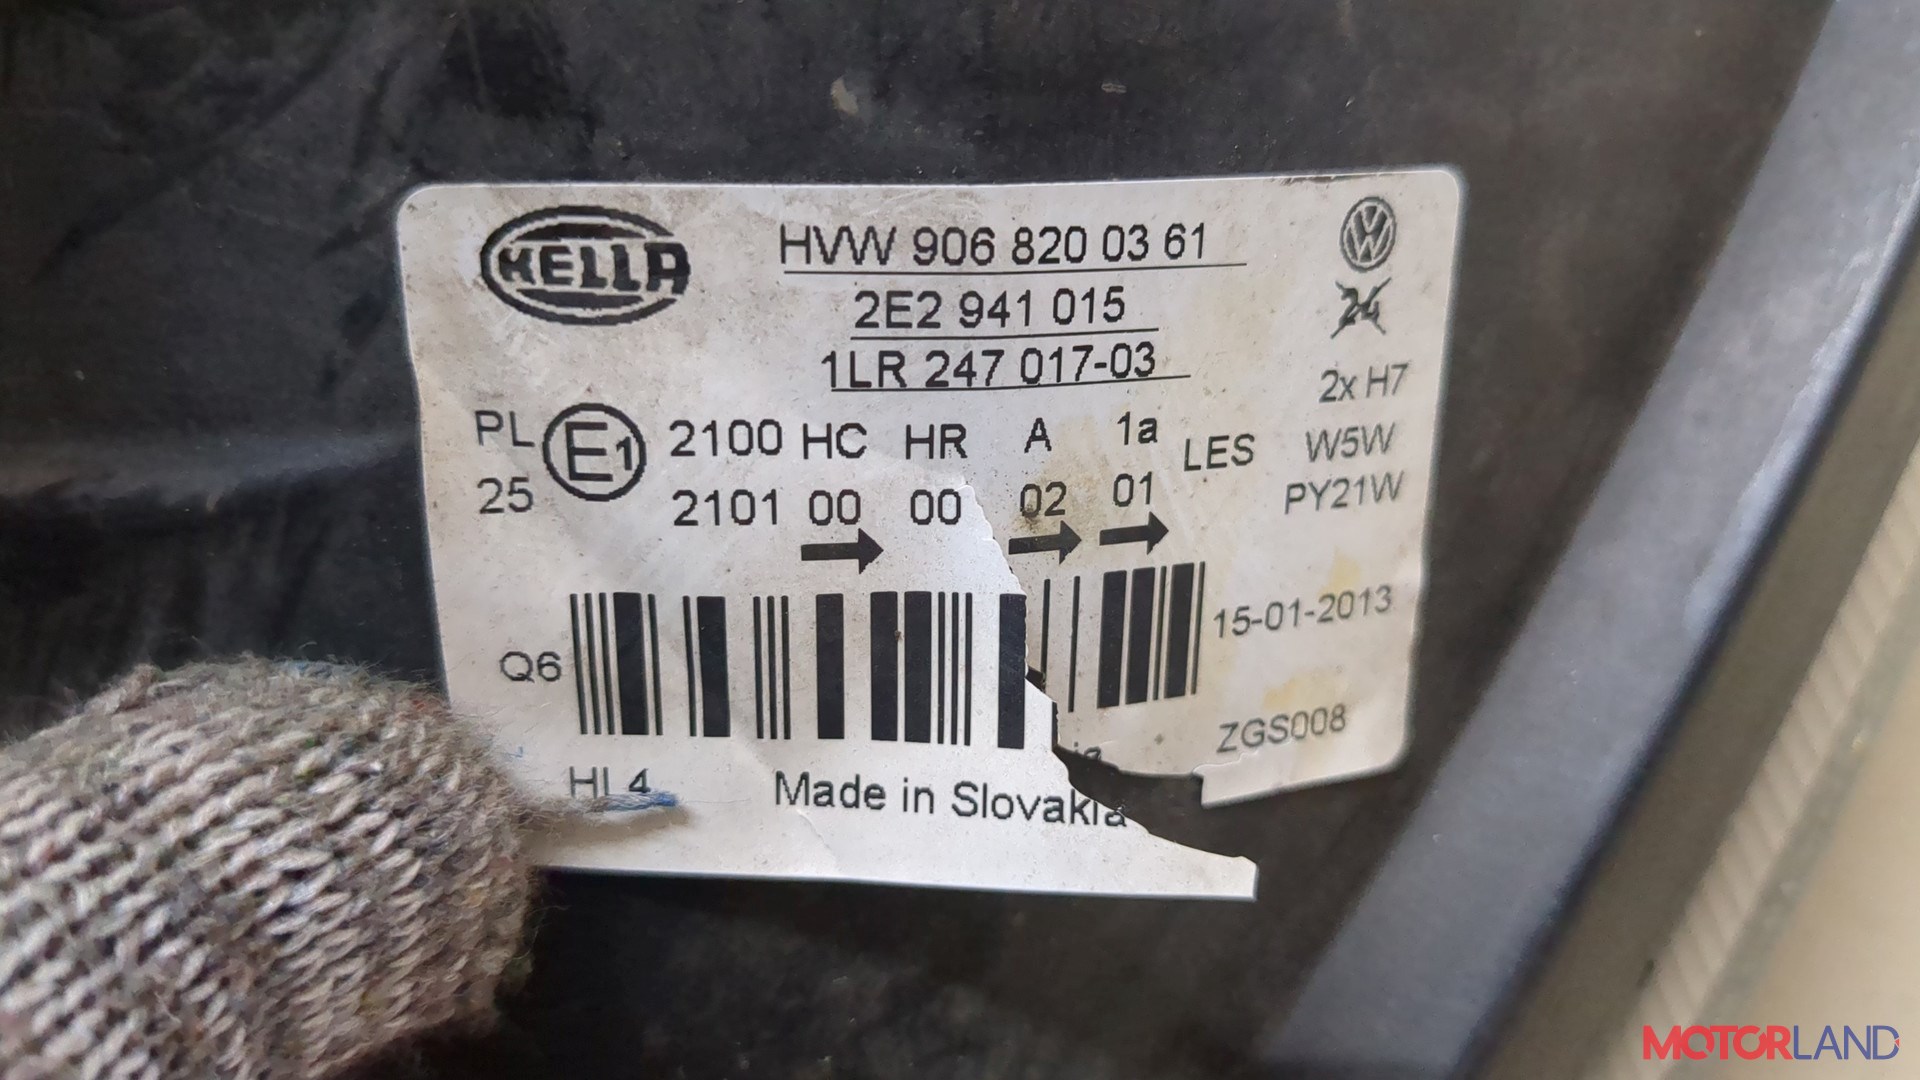 HELLA
HVW 906 820 03 61
2E2 941 015
1LR 247 017-03
24
2x H7
W5W
PY21W
PL E1 2100 HC HR A 1a LES
25 2101 00 00 02 01
15-01-2013
Q6
ZGS008
HL4
Made in Slovakia
MOTORLAND